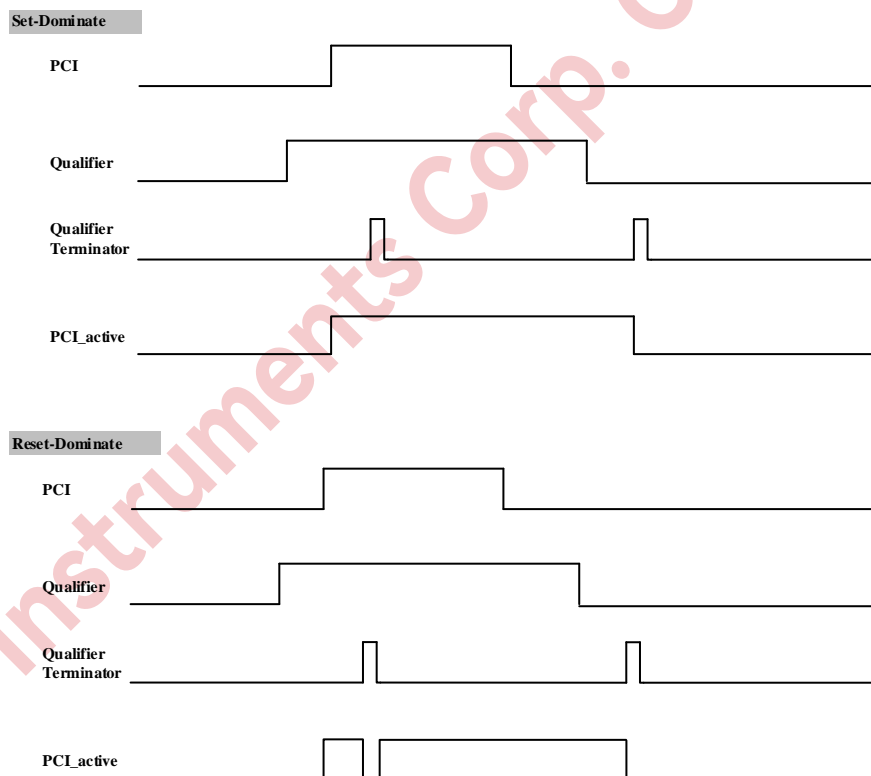 Set-Dominate
PCI
Qualifier
Qualifier
Terminator
PCI_active
Reset-Dominate
PCI
Qualifier
Qualifier
Terminator
PCI_active
Instruments Corp. C